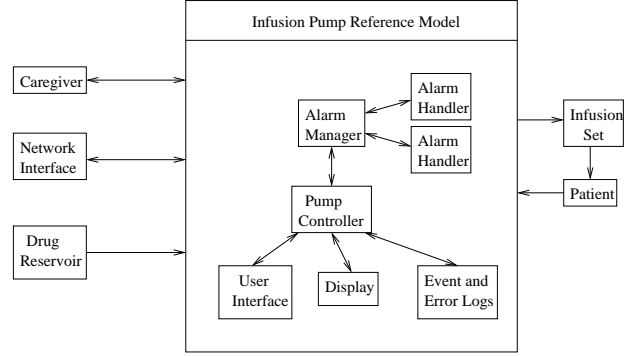 Infusion Pump Reference Model
Caregiver
Network
Interface
Drug
Reservoir
Alarm
Manager
Alarm
Handler
Alarm
Handler
Pump
Controller
User
Interface
Display
Event and
Error Logs
Infusion
Set
Patient